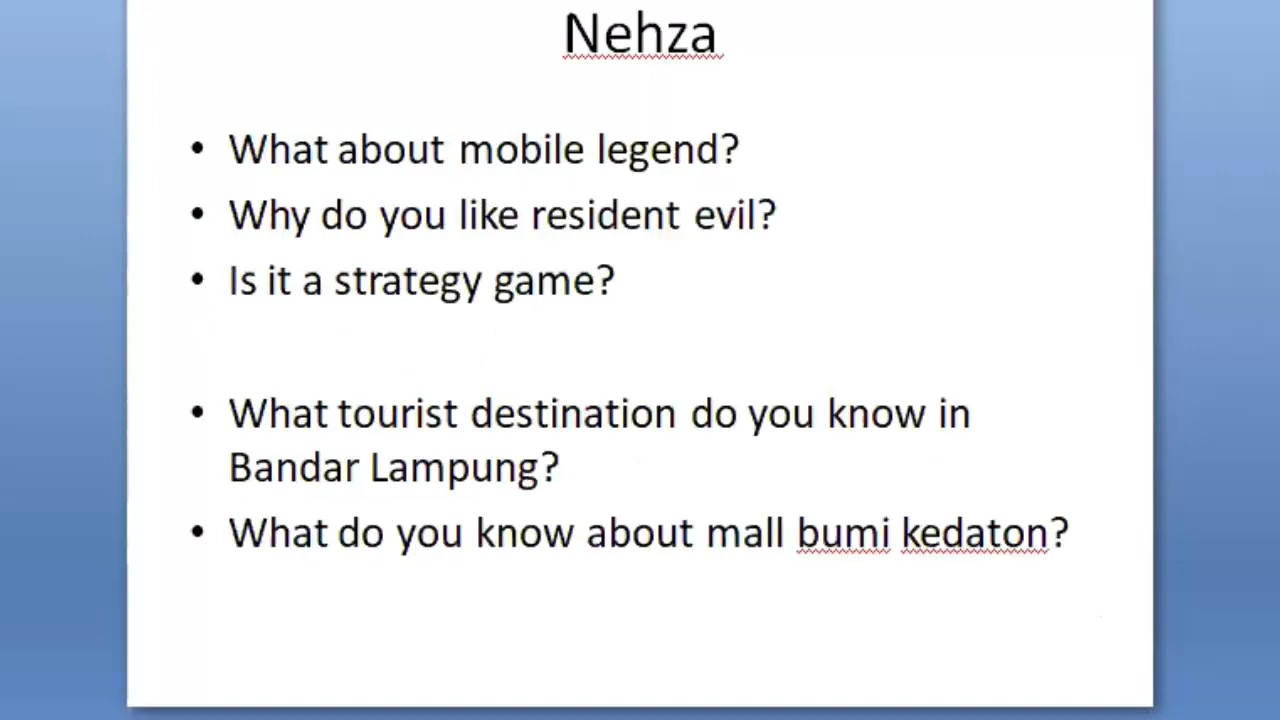 Nehza
• What about mobile legend?
• Why do you like resident evil?
• Is it a strategy game?
• What tourist destination do you know in
Bandar Lampung?
• What do you know about mall bumi kedaton?